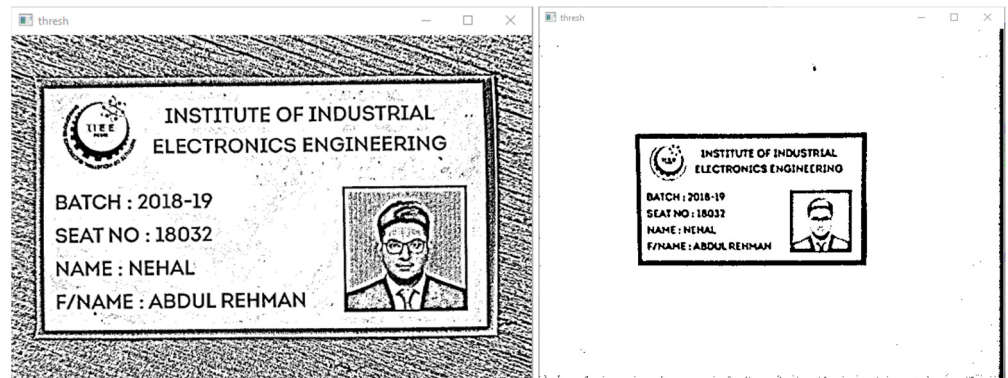 thresh
IIEE
INSTITUTE OF INDUSTRIAL
ELECTRONICS ENGINEERING
BATCH : 2018-19
SEAT NO : 18032
NAME : NEHAL
F/NAME : ABDUL REHMAN
thresh
INSTITUTE OF INDUSTRIAL
ELECTRONICS ENGINEERING
BATCH : 2018-19
SEAT NO : 18032
NAME : NEHAL
F/NAME : ABDUL REHMAN